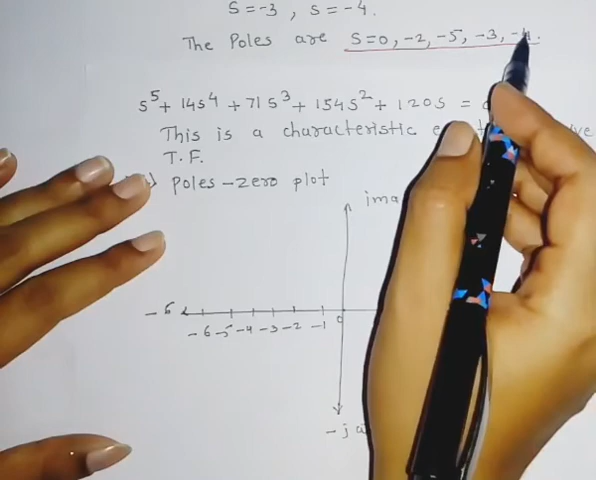 S=-3 , S=-4.
The Poles are S=0, -2, -5, -3, -4.
s⁵+ 14s⁴ + 71s³ + 154s² + 120s =
This is a characteristic
T.F.
Poles-zero plot
ima
-6 -6 -5 -4 -3 -2 -1 0